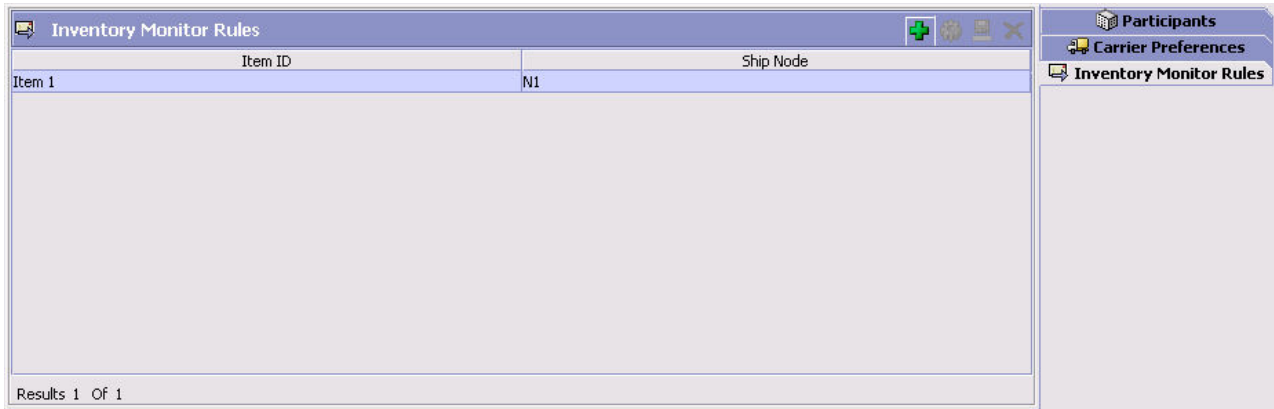 Inventory Monitor Rules
Item ID Ship Node
Item 1 N1
Results 1 Of 1
Participants
Carrier Preferences
Inventory Monitor Rules